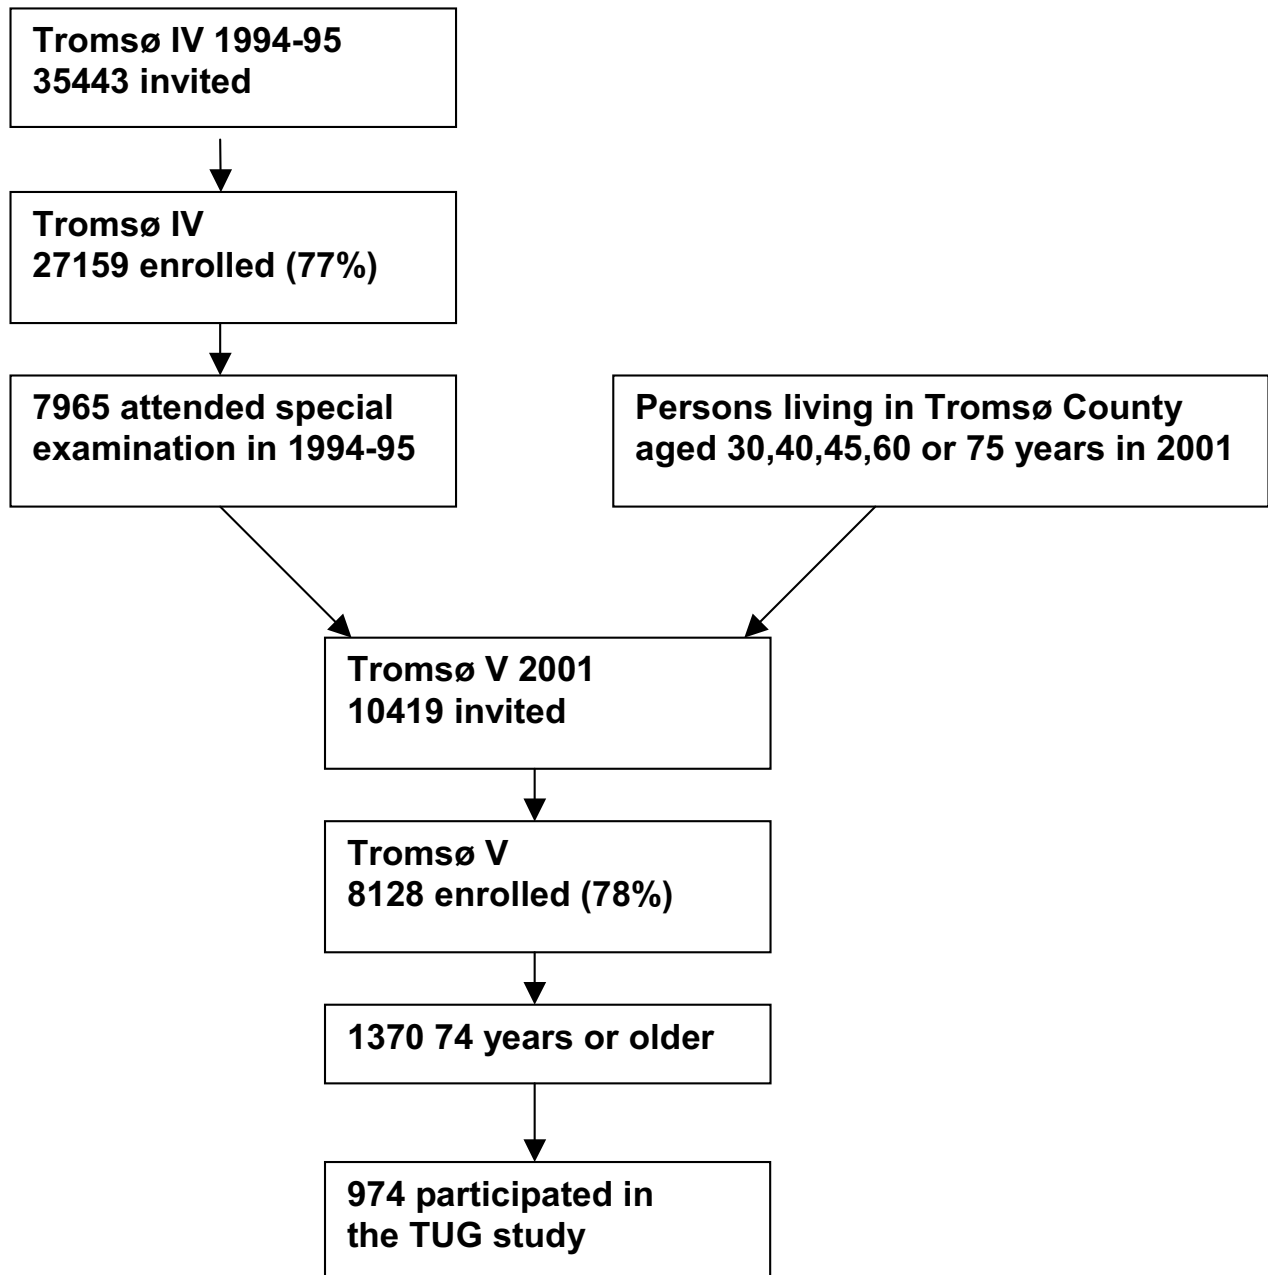 Tromsø IV 1994-95
35443 invited
Tromsø IV
27159 enrolled (77%)
7965 attended special
examination in 1994-95
Persons living in Tromsø County
aged 30,40,45,60 or 75 years in 2001
Tromsø V 2001
10419 invited
Tromsø V
8128 enrolled (78%)
1370 74 years or older
974 participated in
the TUG study